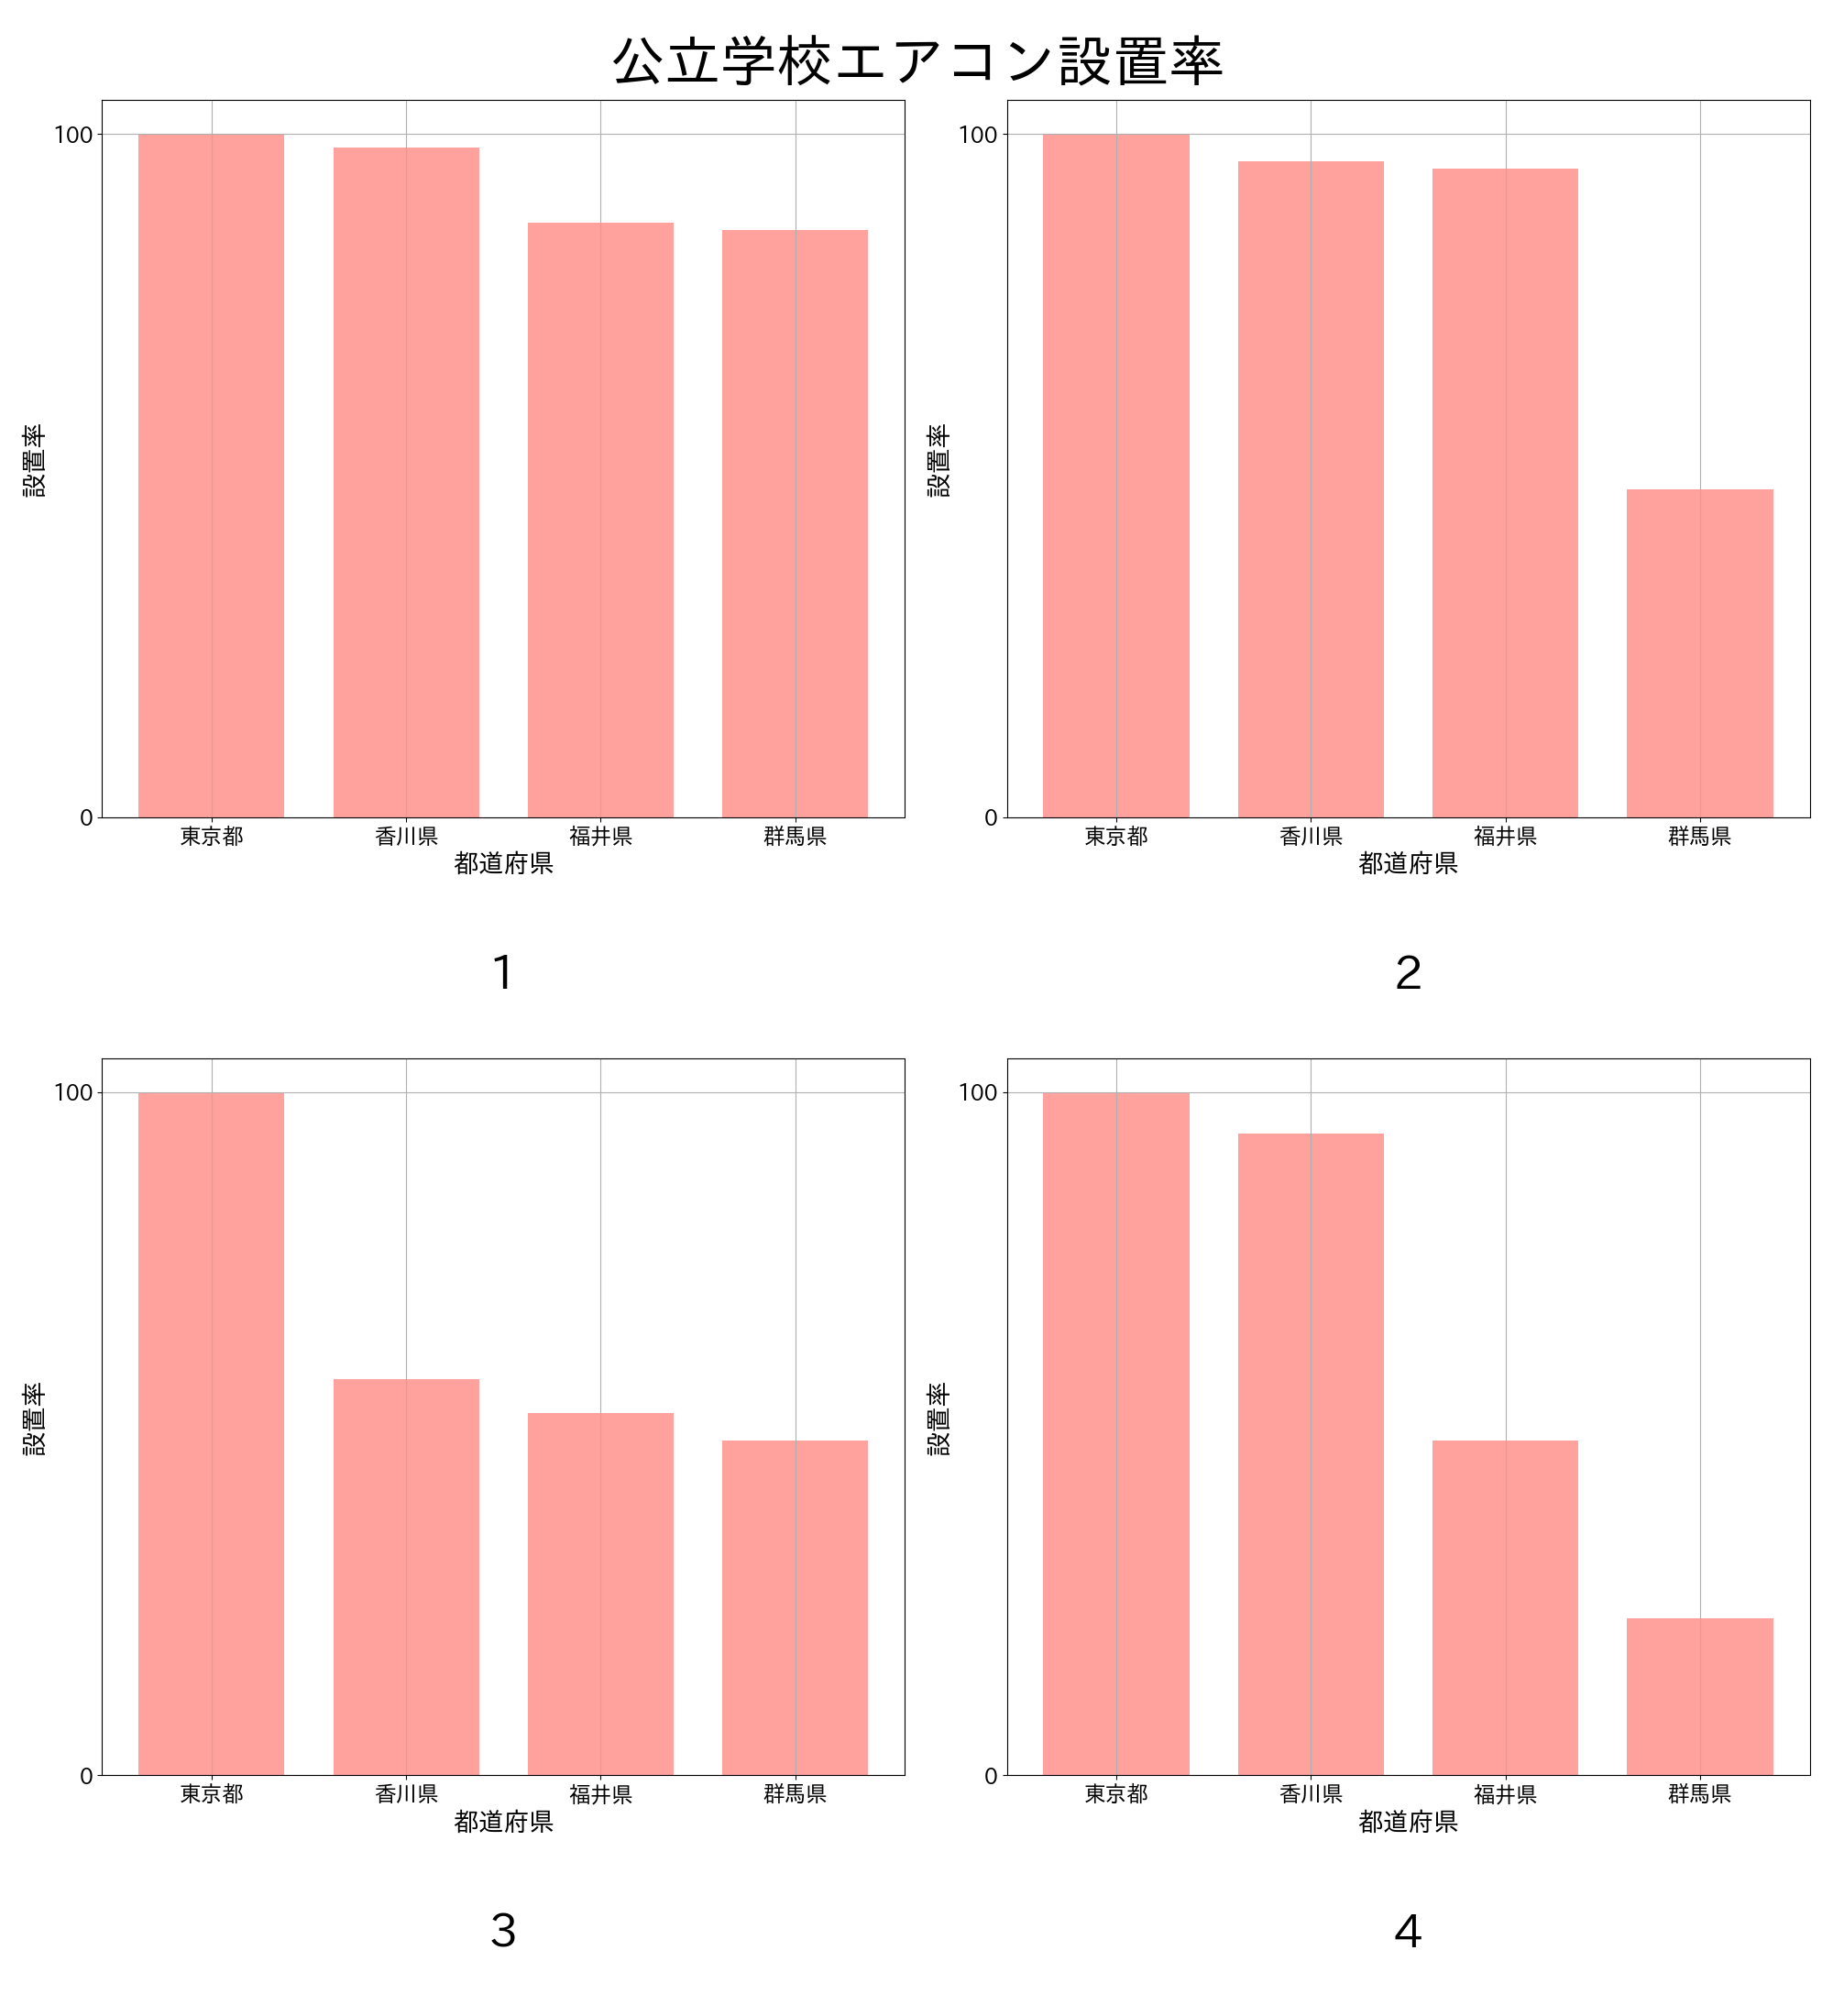 公立学校エアコン設置率
100
0
設置率
東京都 香川県 福井県 群馬県
都道府県
1
100
0
設置率
東京都 香川県 福井県 群馬県
都道府県
2
100
0
設置率
東京都 香川県 福井県 群馬県
都道府県
3
100
0
設置率
東京都 香川県 福井県 群馬県
都道府県
4